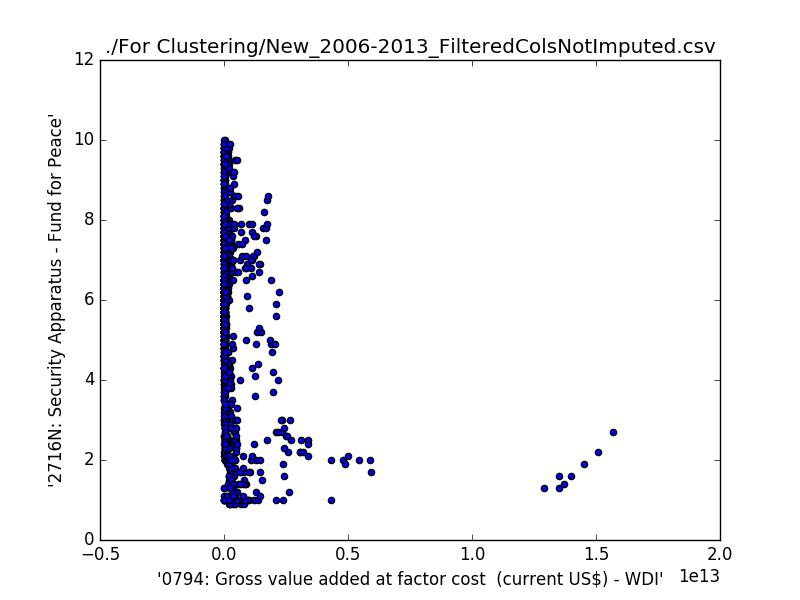 ./For Clustering/New_2006-2013_FilteredColsNotImputed.csv
12
10
8
6
4
2
0
'2716N: Security Apparatus - Fund for Peace'
−0.5 0.0 0.5 1.0 1.5 2.0
1e13
'0794: Gross value added at factor cost  (current US$) - WDI'